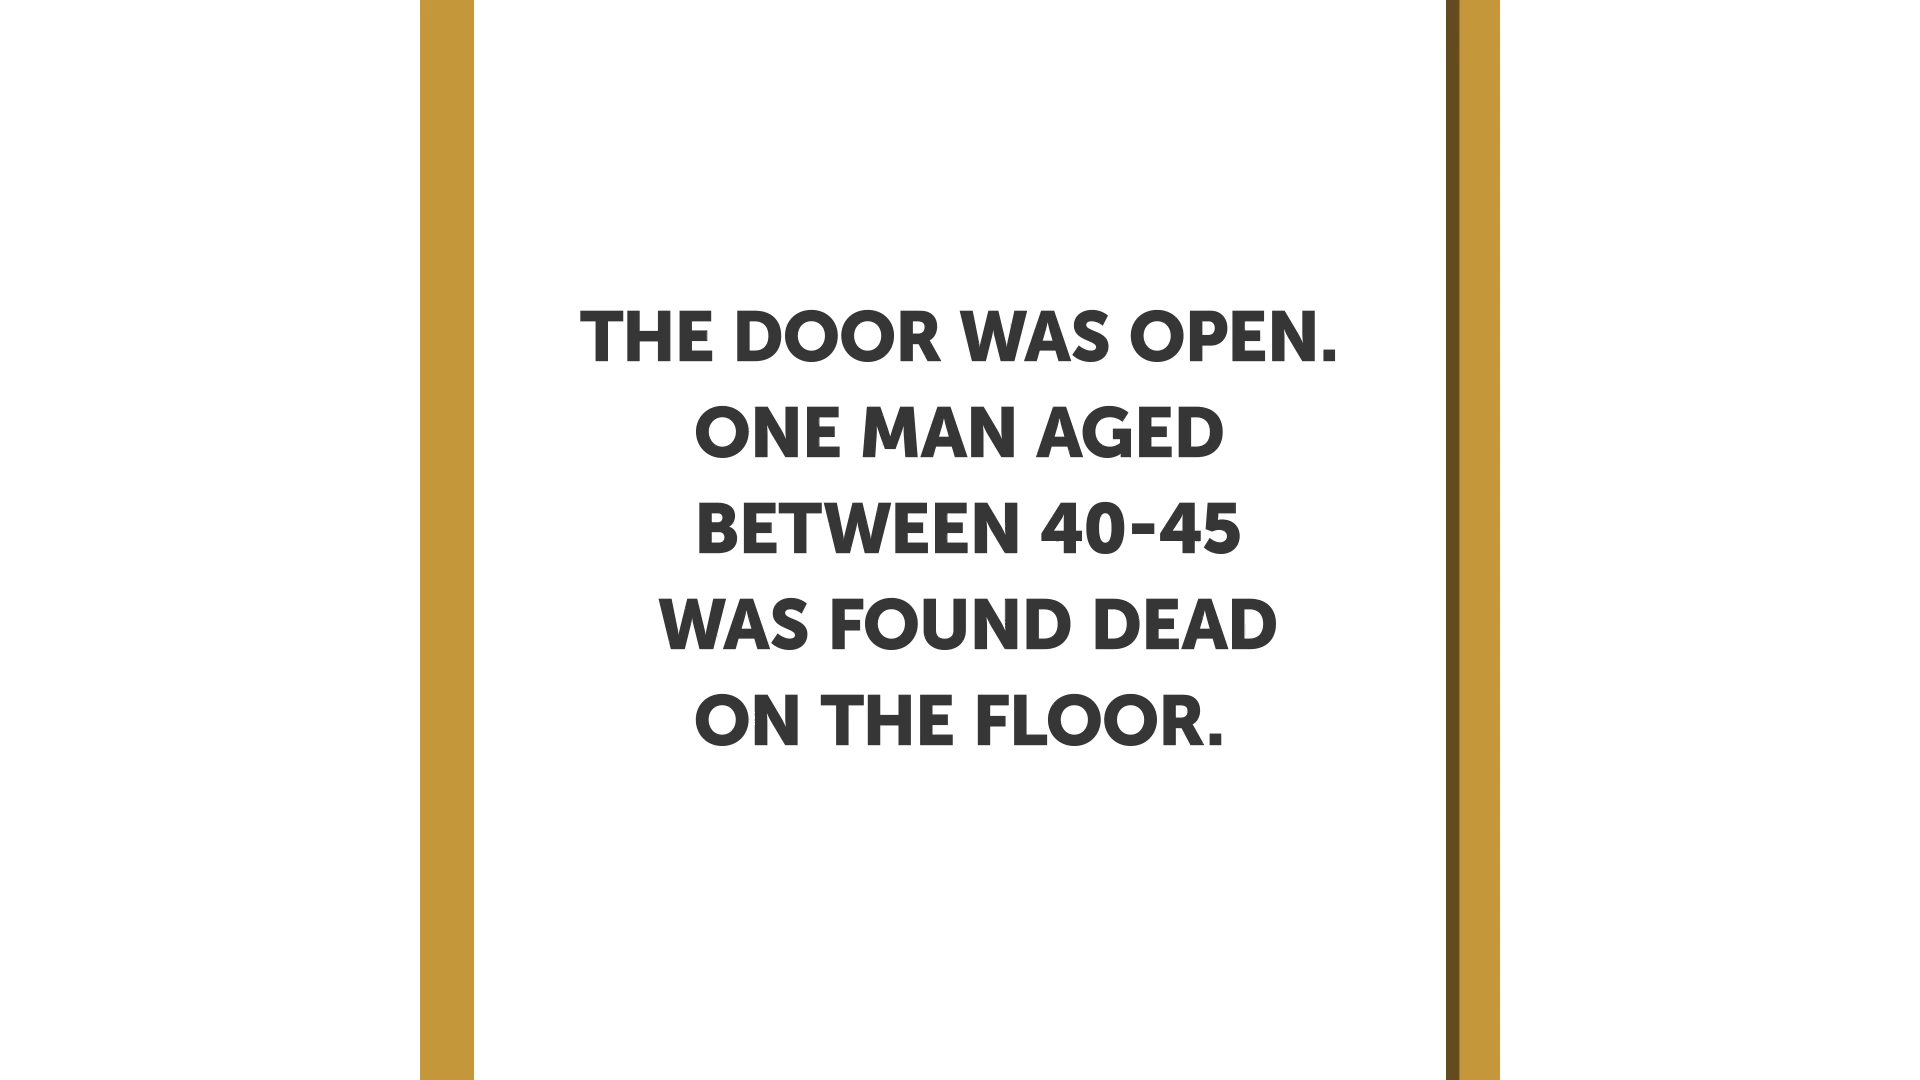 THE DOOR WAS OPEN.
ONE MAN AGED
BETWEEN 40-45
WAS FOUND DEAD
ON THE FLOOR.